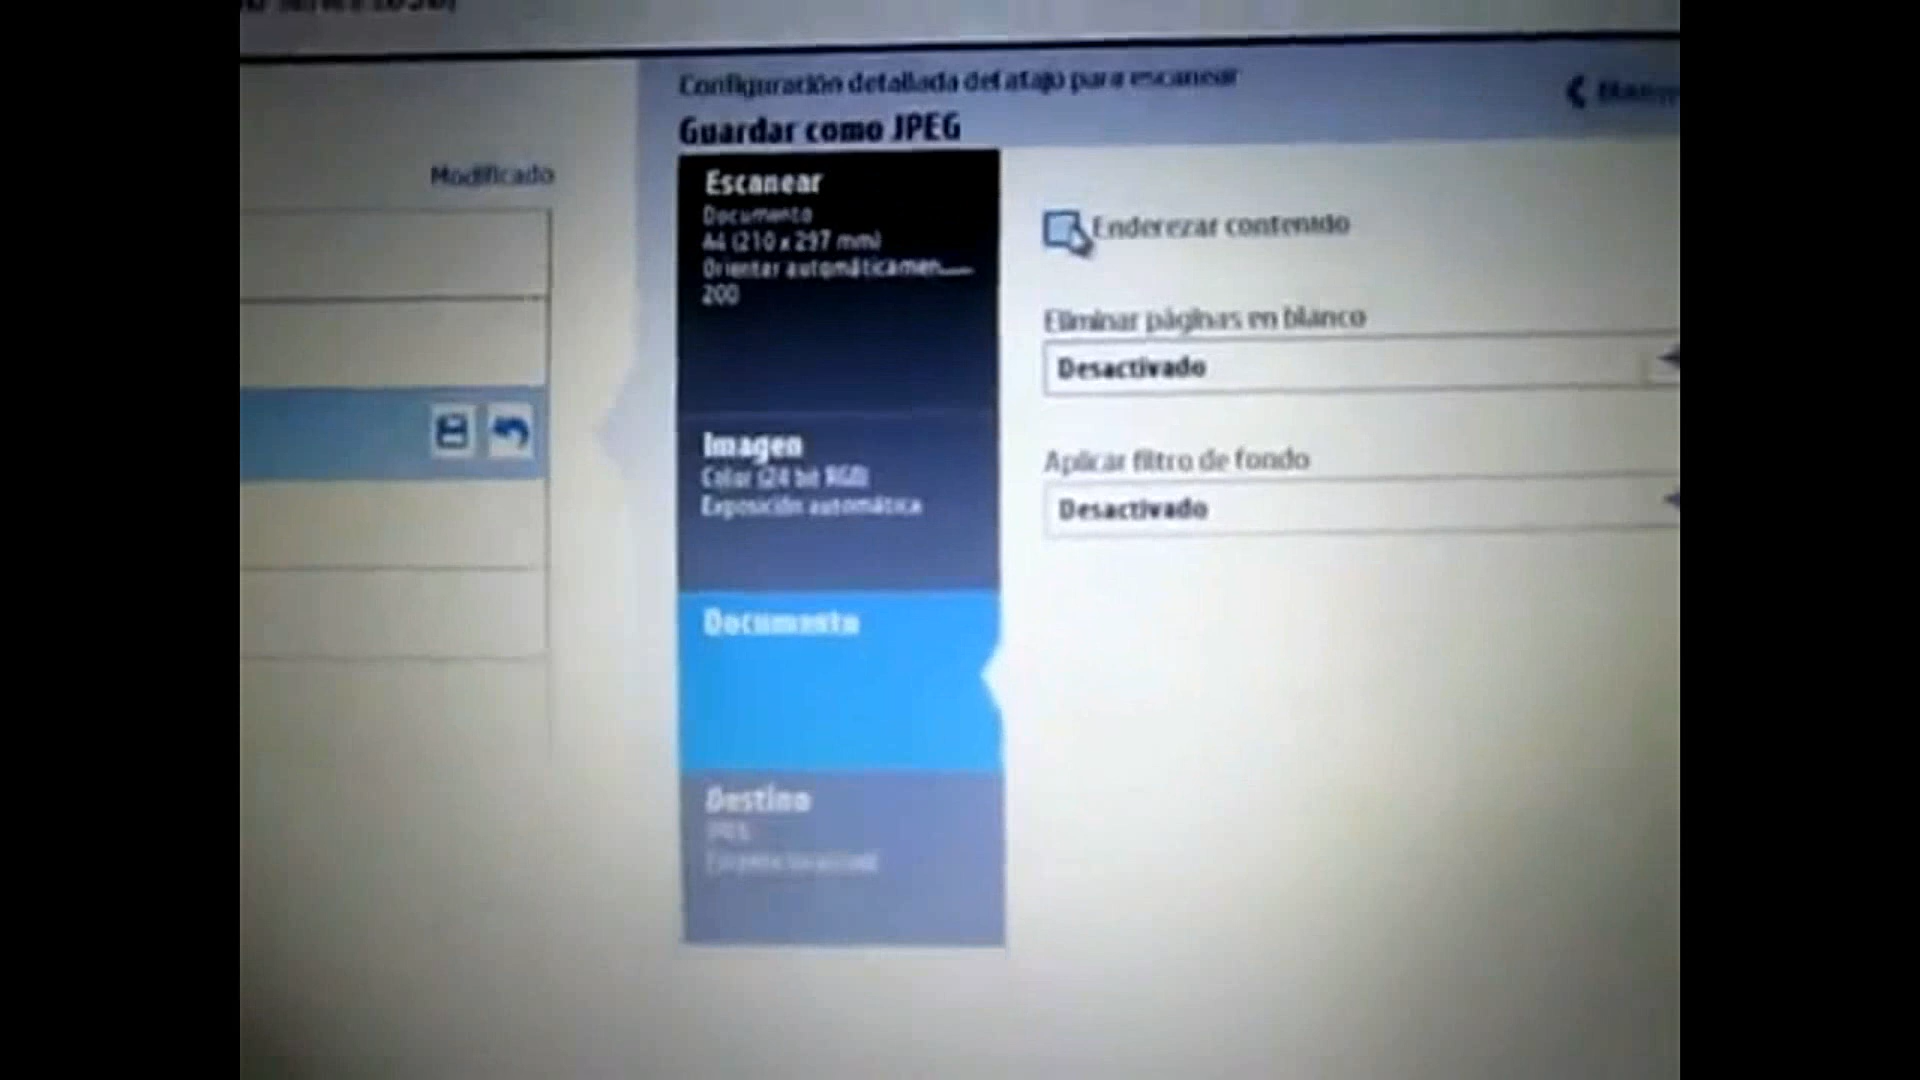 Modificado
Configuración detallada del atajo para escanear
Guardar como JPEG
Escanear
Documento
A4 (210 x 297 mm)
Orientar automáticamen...
200
Imagen
Color (24 bit RGB)
Exposición automática
Documento
Destino
Enderezar contenido
Eliminar páginas en blanco
Desactivado
Aplicar filtro de fondo
Desactivado